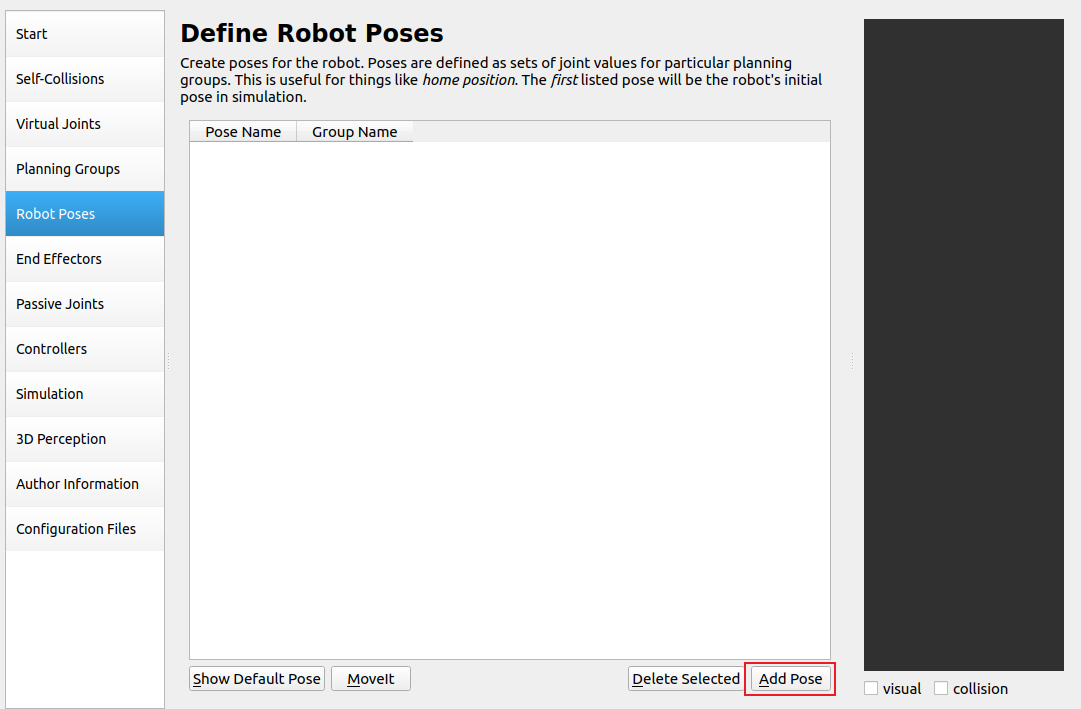 Start
Self-Collisions
Virtual Joints
Planning Groups
Robot Poses
End Effectors
Passive Joints
Controllers
Simulation
3D Perception
Author Information
Configuration Files
Define Robot Poses
Create poses for the robot. Poses are defined as sets of joint values for particular planning
groups. This is useful for things like home position. The first listed pose will be the robot's initial
pose in simulation.
Pose Name Group Name
Show Default Pose MoveIt Delete Selected Add Pose
visual collision